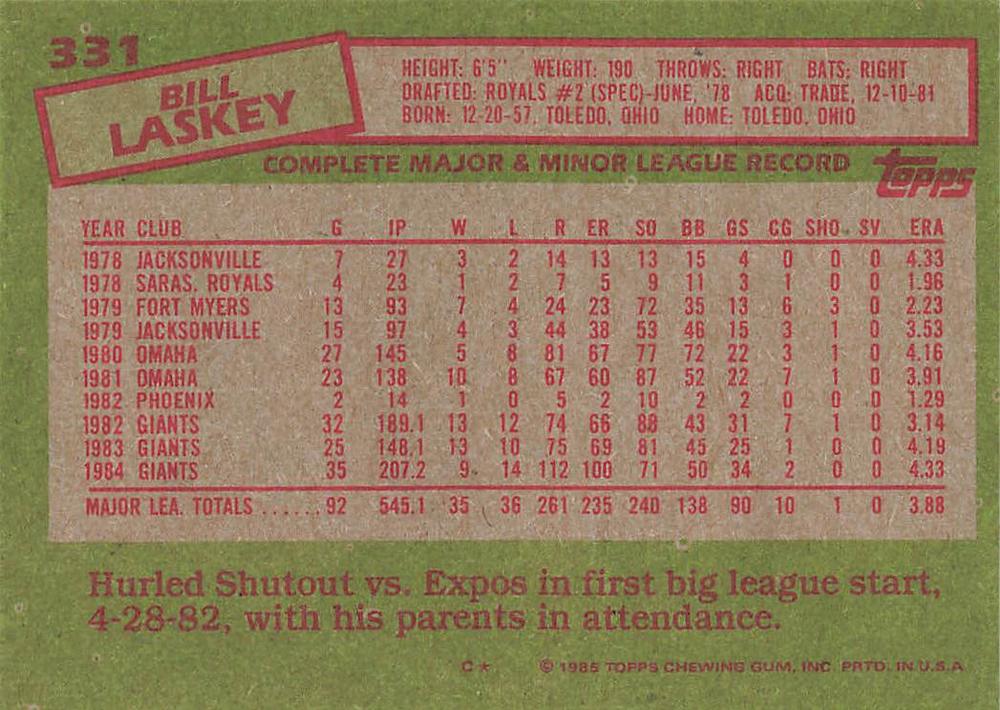 331
BILL
LASKEY
HEIGHT: 6'5" WEIGHT: 190 THROWS: RIGHT BATS: RIGHT
DRAFTED: ROYALS #2 (SPEC)-JUNE, '78 ACQ: TRADE, 12-10-81
BORN: 12-20-57, TOLEDO, OHIO HOME: TOLEDO, OHIO
COMPLETE MAJOR & MINOR LEAGUE RECORD
Topps
YEAR CLUB G IP W L R ER SO BB GS CG SHO SV ERA
1978 JACKSONVILLE 7 27 3 2 14 13 13 15 4 0 0 0 4.33
1978 SARAS. ROYALS 4 23 1 2 7 5 9 11 3 1 0 0 1.96
1979 FORT MYERS 13 93 7 4 24 23 72 35 13 6 3 0 2.23
1979 JACKSONVILLE 15 97 4 3 44 38 53 46 15 3 1 0 3.53
1980 OMAHA 27 145 5 8 81 67 77 72 22 3 1 0 4.16
1981 OMAHA 23 138 10 8 67 60 87 52 22 7 1 0 3.91
1982 PHOENIX 2 14 1 0 5 2 10 2 2 0 0 0 1.29
1982 GIANTS 32 189.1 13 12 74 66 88 43 31 7 1 0 3.14
1983 GIANTS 25 148.1 13 10 75 69 81 45 25 1 0 0 4.19
1984 GIANTS 35 207.2 9 14 112 100 71 50 34 2 0 0 4.33
MAJOR LEA. TOTALS ...... 92 545.1 35 36 261 235 240 138 90 10 1 0 3.88
Hurled Shutout vs. Expos in first big league start,
4-28-82, with his parents in attendance.
C* © 1985 TOPPS CHEWING GUM, INC. PRTD. IN U.S.A.